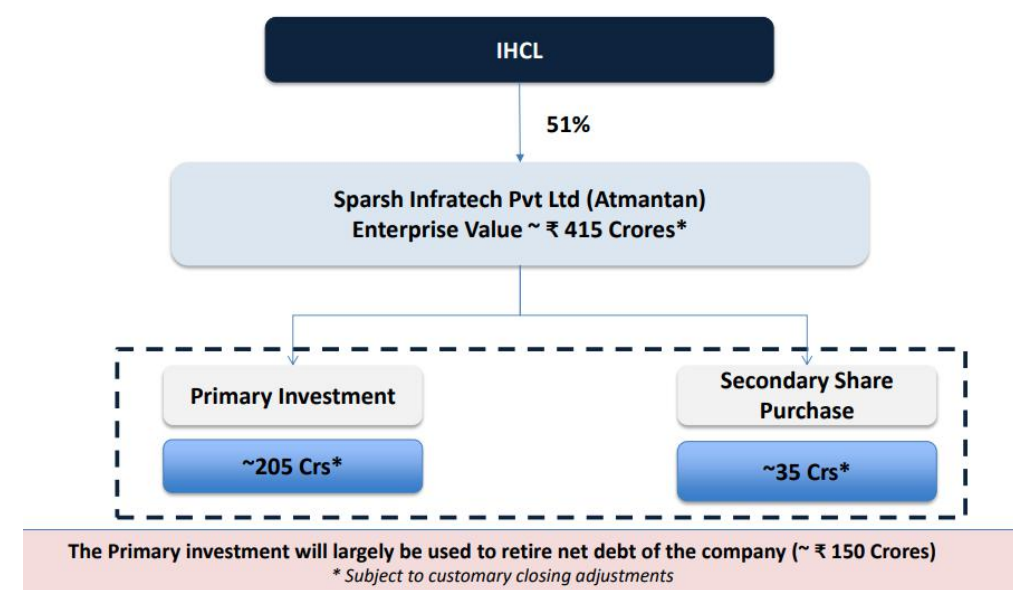 IHCL
51%
Sparsh Infratech Pvt Ltd (Atmantan)
Enterprise Value ~ ₹ 415 Crores*
Primary Investment
Secondary Share
Purchase
~205 Crs*
~35 Crs*
The Primary investment will largely be used to retire net debt of the company (~ ₹ 150 Crores)
* Subject to customary closing adjustments